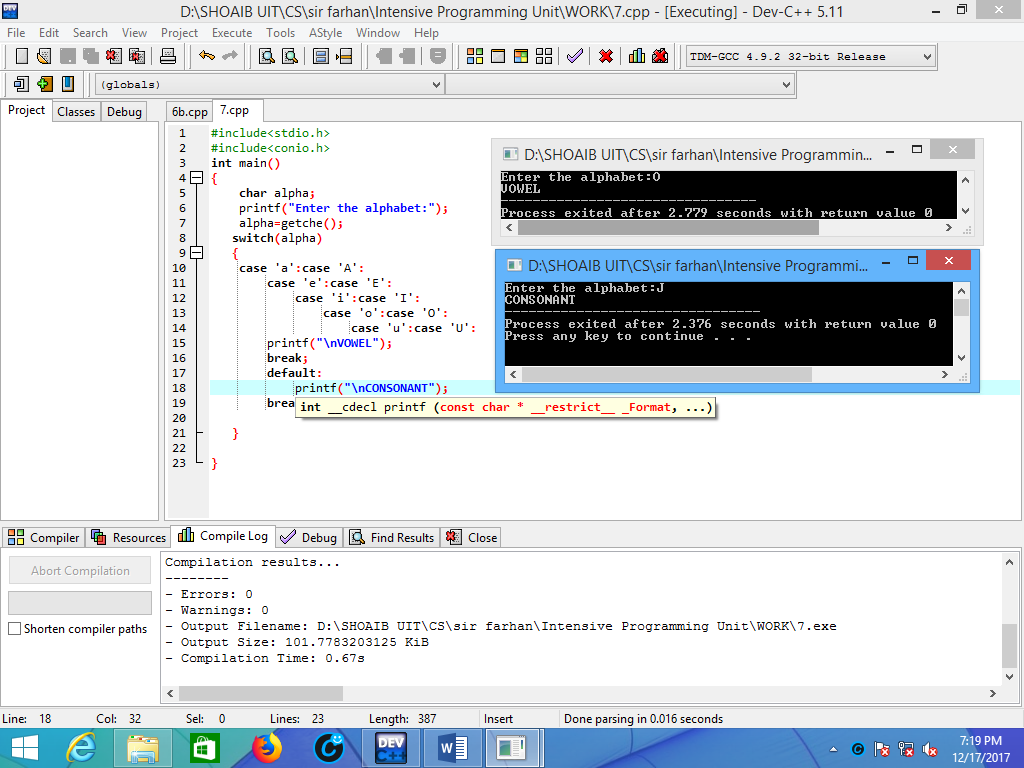 D:\SHOAIB UIT\CS\sir farhan\Intensive Programming Unit\WORK\7.cpp - [Executing] - Dev-C++ 5.11
File Edit Search View Project Execute Tools AStyle Window Help
TDM-GCC 4.9.2 32-bit Release
(globals)
Project Classes Debug
6b.cpp 7.cpp
1 #include<stdio.h>
2 #include<conio.h>
3 int main()
4 {
5 char alpha;
6 printf("Enter the alphabet:");
7 alpha=getche();
8 switch(alpha)
9 {
10 case 'a':case 'A':
11 case 'e':case 'E':
12 case 'i':case 'I':
13 case 'o':case 'O':
14 case 'u':case 'U':
15 printf("\nVOWEL");
16 break;
17 default:
18 printf("\nCONSONANT");
19 brea
int __cdecl printf (const char * __restrict__ _Format, ...)
20
21 }
22
23 }
D:\SHOAIB UIT\CS\sir farhan\Intensive Programmin...
Enter the alphabet:O
VOWEL
--------------------------------
Process exited after 2.779 seconds with return value 0
D:\SHOAIB UIT\CS\sir farhan\Intensive Programmi...
Enter the alphabet:J
CONSONANT
--------------------------------
Process exited after 2.376 seconds with return value 0
Press any key to continue . . .
Compiler Resources Compile Log Debug Find Results Close
Abort Compilation
Shorten compiler paths
Compilation results...
--------
- Errors: 0
- Warnings: 0
- Output Filename: D:\SHOAIB UIT\CS\sir farhan\Intensive Programming Unit\WORK\7.exe
- Output Size: 101.7783203125 KiB
- Compilation Time: 0.67s
Line: 18 Col: 32 Sel: 0 Lines: 23 Length: 387 Insert Done parsing in 0.016 seconds
DEV C++
7:19 PM
12/17/2017